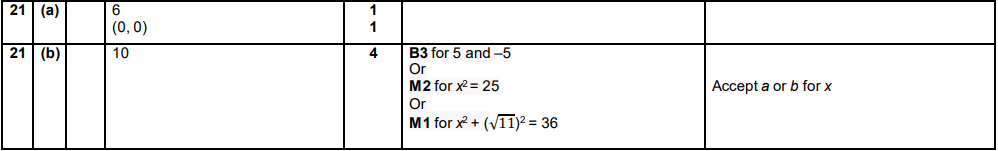 21 (a) 6 1
(0, 0) 1
21 (b) 10 4 B3 for 5 and –5
Or
M2 for x² = 25 Accept a or b for x
Or
M1 for x² + (√11)² = 36